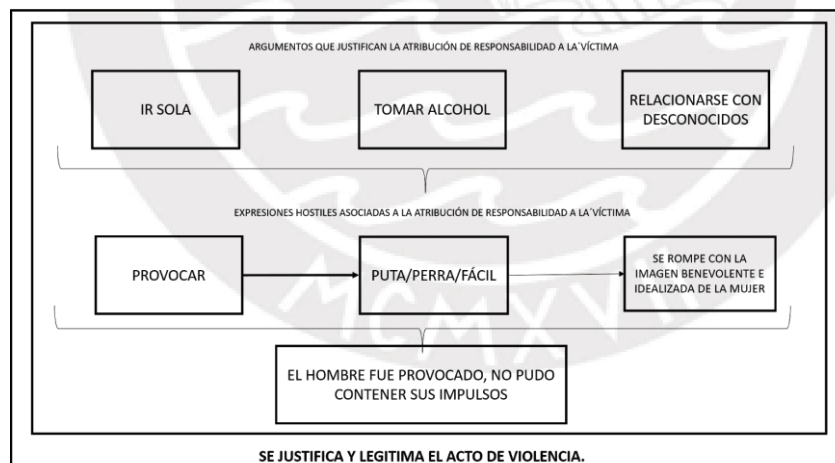 ARGUMENTOS QUE JUSTIFICAN LA ATRIBUCIÓN DE RESPONSABILIDAD A LA´VÍCTIMA
IR SOLA
TOMAR ALCOHOL
RELACIONARSE CON
DESCONOCIDOS
EXPRESIONES HOSTILES ASOCIADAS A LA ATRIBUCIÓN DE RESPONSABILIDAD A LA´VÍCTIMA
PROVOCAR
PUTA/PERRA/FÁCIL
SE ROMPE CON LA
IMAGEN BENEVOLENTE E
IDEALIZADA DE LA MUJER
MCMXVII
EL HOMBRE FUE PROVOCADO, NO PUDO
CONTENER SUS IMPULSOS
SE JUSTIFICA Y LEGITIMA EL ACTO DE VIOLENCIA.